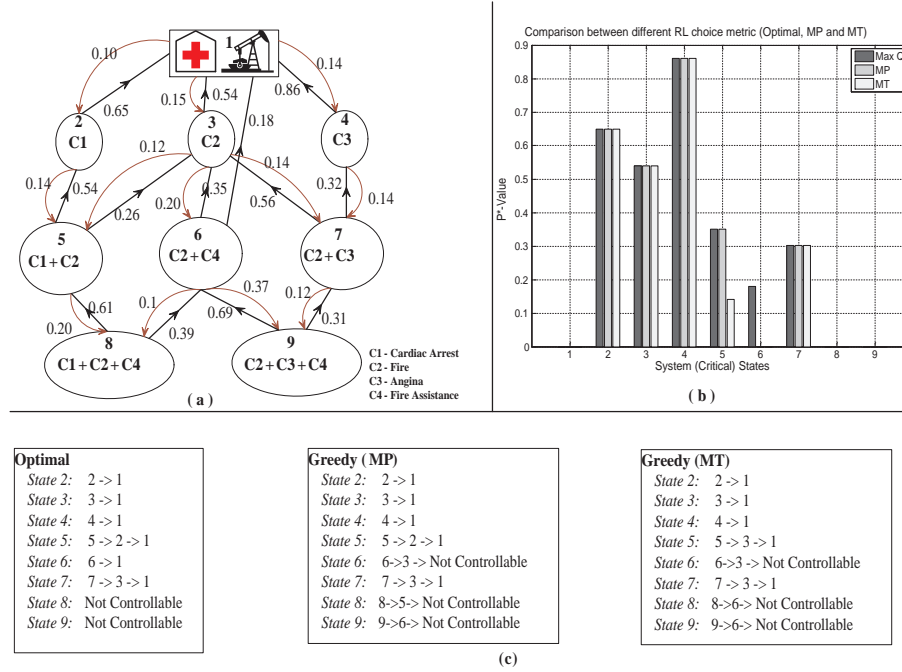 1
0.10
0.14
0.15
0.54
0.86
0.65
0.18
2
C1
3
C2
4
C3
0.12
0.14
0.14
0.54
0.35
0.32
0.14
0.26
0.20
0.56
5
C1+C2
6
C2+C4
7
C2+C3
0.61
0.1
0.37
0.12
0.20
0.39
0.69
0.31
8
C1+C2+C4
9
C2+C3+C4
C1 - Cardiac Arrest
C2 - Fire
C3 - Angina
C4 - Fire Assistance
( a )
Comparison between different RL choice metric (Optimal, MP and MT)
Max Q
MP
MT
0.9
0.8
0.7
0.6
0.5
0.4
0.3
0.2
0.1
0
P*-Value
1 2 3 4 5 6 7 8 9
System (Critical) States
( b )
Optimal
State 2: 2 -> 1
State 3: 3 -> 1
State 4: 4 -> 1
State 5: 5 -> 2 -> 1
State 6: 6 -> 1
State 7: 7 -> 3 -> 1
State 8: Not Controllable
State 9: Not Controllable
Greedy (MP)
State 2: 2 -> 1
State 3: 3 -> 1
State 4: 4 -> 1
State 5: 5 -> 2 -> 1
State 6: 6->3 -> Not Controllable
State 7: 7 -> 3 -> 1
State 8: 8->5-> Not Controllable
State 9: 9->6-> Not Controllable
Greedy (MT)
State 2: 2 -> 1
State 3: 3 -> 1
State 4: 4 -> 1
State 5: 5 -> 3 -> 1
State 6: 6->3 -> Not Controllable
State 7: 7 -> 3 -> 1
State 8: 8->6-> Not Controllable
State 9: 9->6-> Not Controllable
(c)